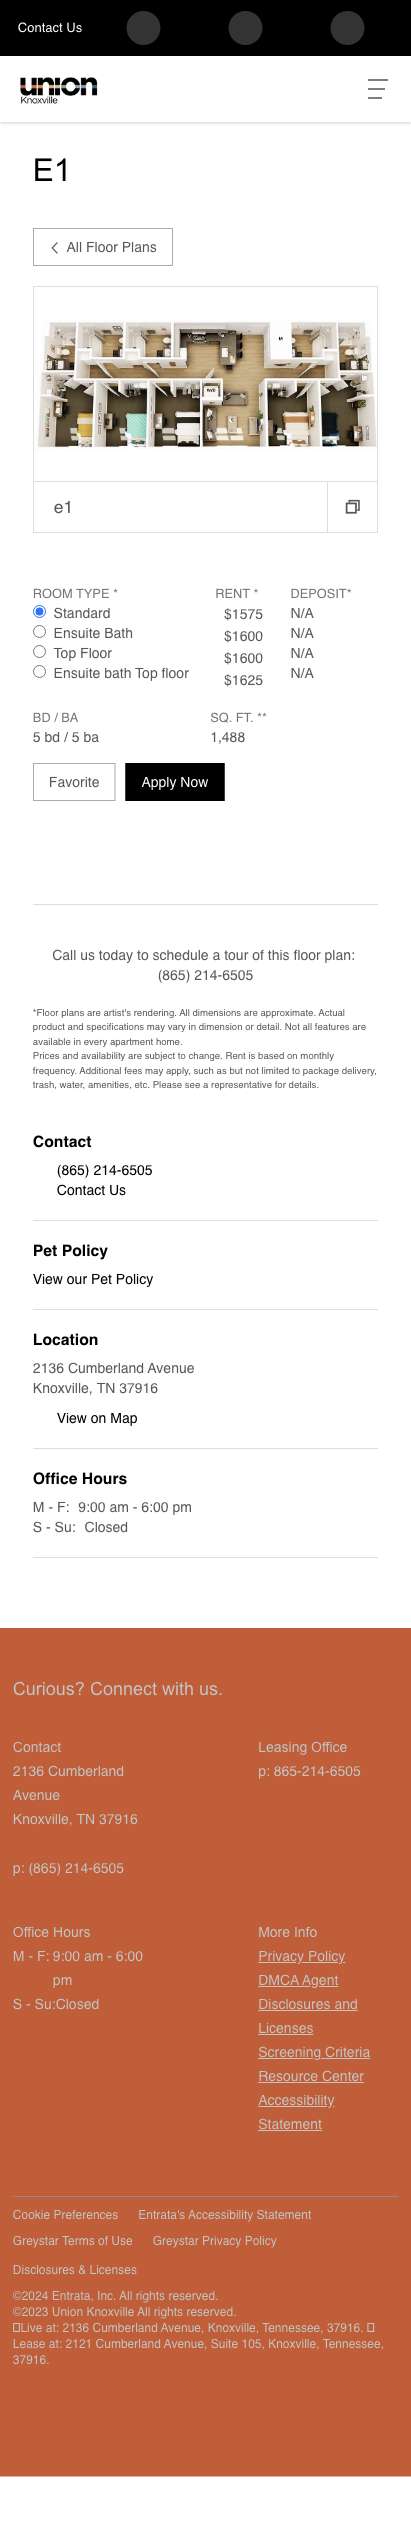 Contact Us
union
Knoxville
E1
All Floor Plans
e1
ROOM TYPE * RENT * DEPOSIT*
Standard $1575 N/A
Ensuite Bath $1600 N/A
Top Floor $1600 N/A
Ensuite bath Top floor $1625 N/A
BD / BA SQ. FT. **
5 bd / 5 ba 1,488
Favorite Apply Now
Call us today to schedule a tour of this floor plan:
(865) 214-6505
*Floor plans are artist's rendering. All dimensions are approximate. Actual
product and specifications may vary in dimension or detail. Not all features are
available in every apartment home.
Prices and availability are subject to change. Rent is based on monthly
frequency. Additional fees may apply, such as but not limited to package delivery,
trash, water, amenities, etc. Please see a representative for details.
Contact
(865) 214-6505
Contact Us
Pet Policy
View our Pet Policy
Location
2136 Cumberland Avenue
Knoxville, TN 37916
View on Map
Office Hours
M - F: 9:00 am - 6:00 pm
S - Su: Closed
Curious? Connect with us.
Contact
2136 Cumberland
Avenue
Knoxville, TN 37916
p: (865) 214-6505
Leasing Office
p: 865-214-6505
Office Hours
M - F: 9:00 am - 6:00
pm
S - Su:Closed
More Info
Privacy Policy
DMCA Agent
Disclosures and
Licenses
Screening Criteria
Resource Center
Accessibility
Statement
Cookie Preferences Entrata's Accessibility Statement
Greystar Terms of Use Greystar Privacy Policy
Disclosures & Licenses
©2024 Entrata, Inc. All rights reserved.
©2023 Union Knoxville All rights reserved.
Live at: 2136 Cumberland Avenue, Knoxville, Tennessee, 37916.
Lease at: 2121 Cumberland Avenue, Suite 105, Knoxville, Tennessee,
37916.